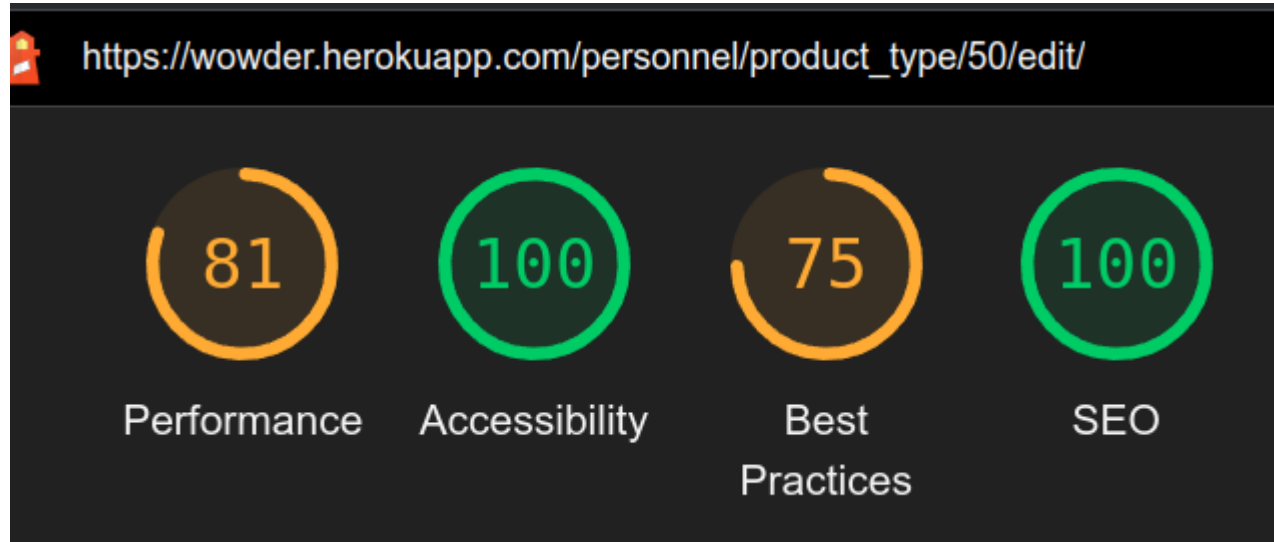 https://wowder.herokuapp.com/personnel/product_type/50/edit/
81 100 75 100
Performance Accessibility Best Practices SEO